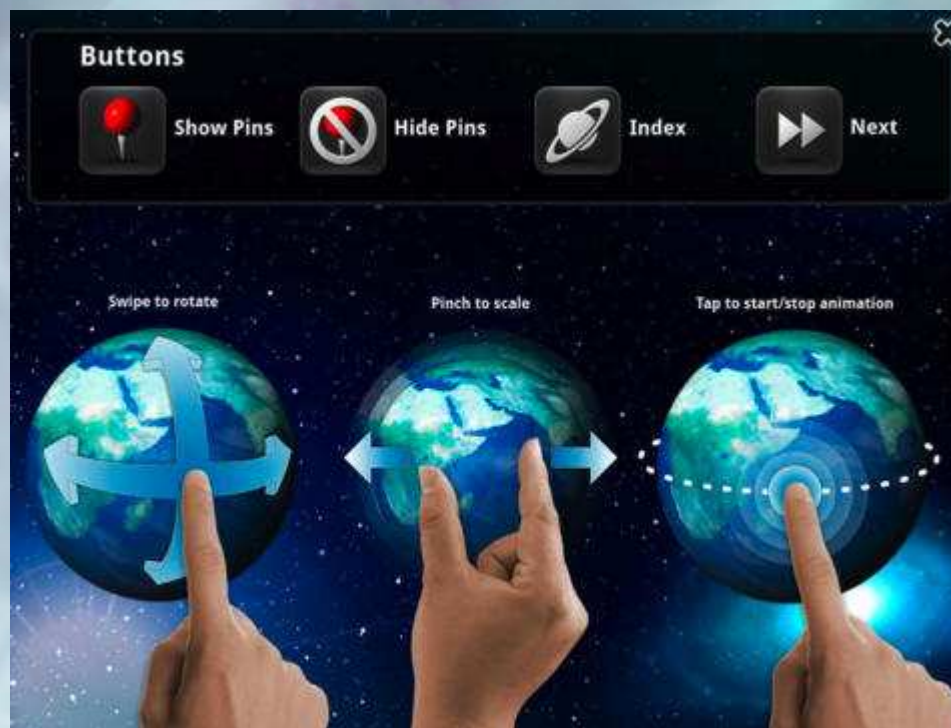 Buttons
Show Pins Hide Pins Index Next
Swipe to rotate Pinch to scale Tap to start/stop animation